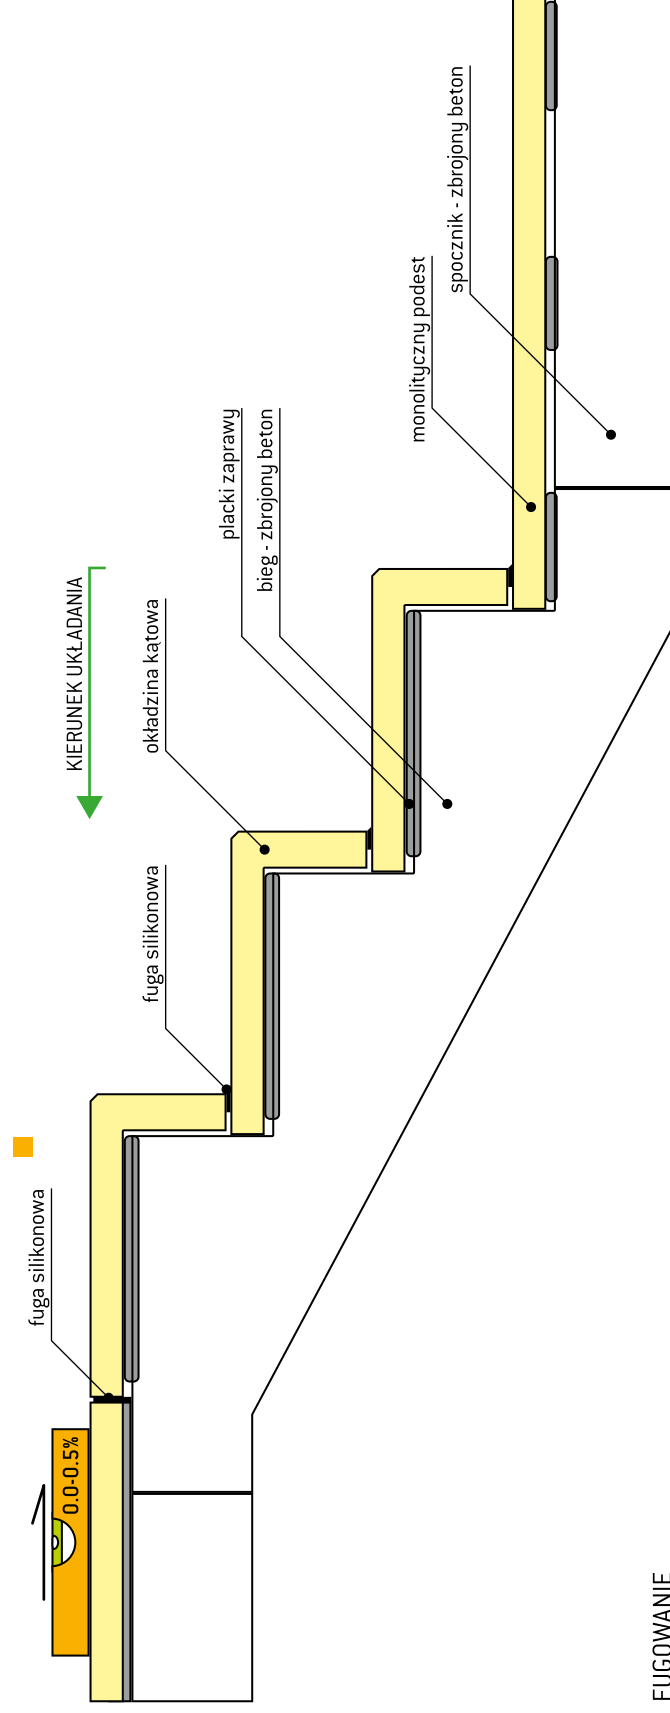 KIERUNEK UKŁADANIA
fuga silikonowa
0.0-0.5%
fuga silikonowa
okładzina kątowa
placki zaprawy
bieg - zbrojony beton
monolityczny podest
spocznik - zbrojony beton
FUGOWANIE